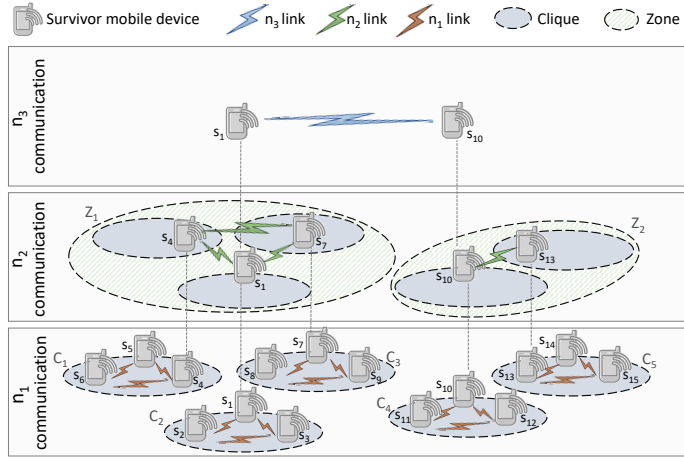 Survivor mobile device
n3 link
n2 link
n1 link
Clique
Zone
n3
communication
s1
s10
n2
communication
Z1
s4
s7
s1
Z2
s13
s10
n1
communication
C1
s5
s6
s4
s7
C3
s8
s9
s1
C2
s2
s3
s10
C4
s11
s12
s14
C5
s13
s15